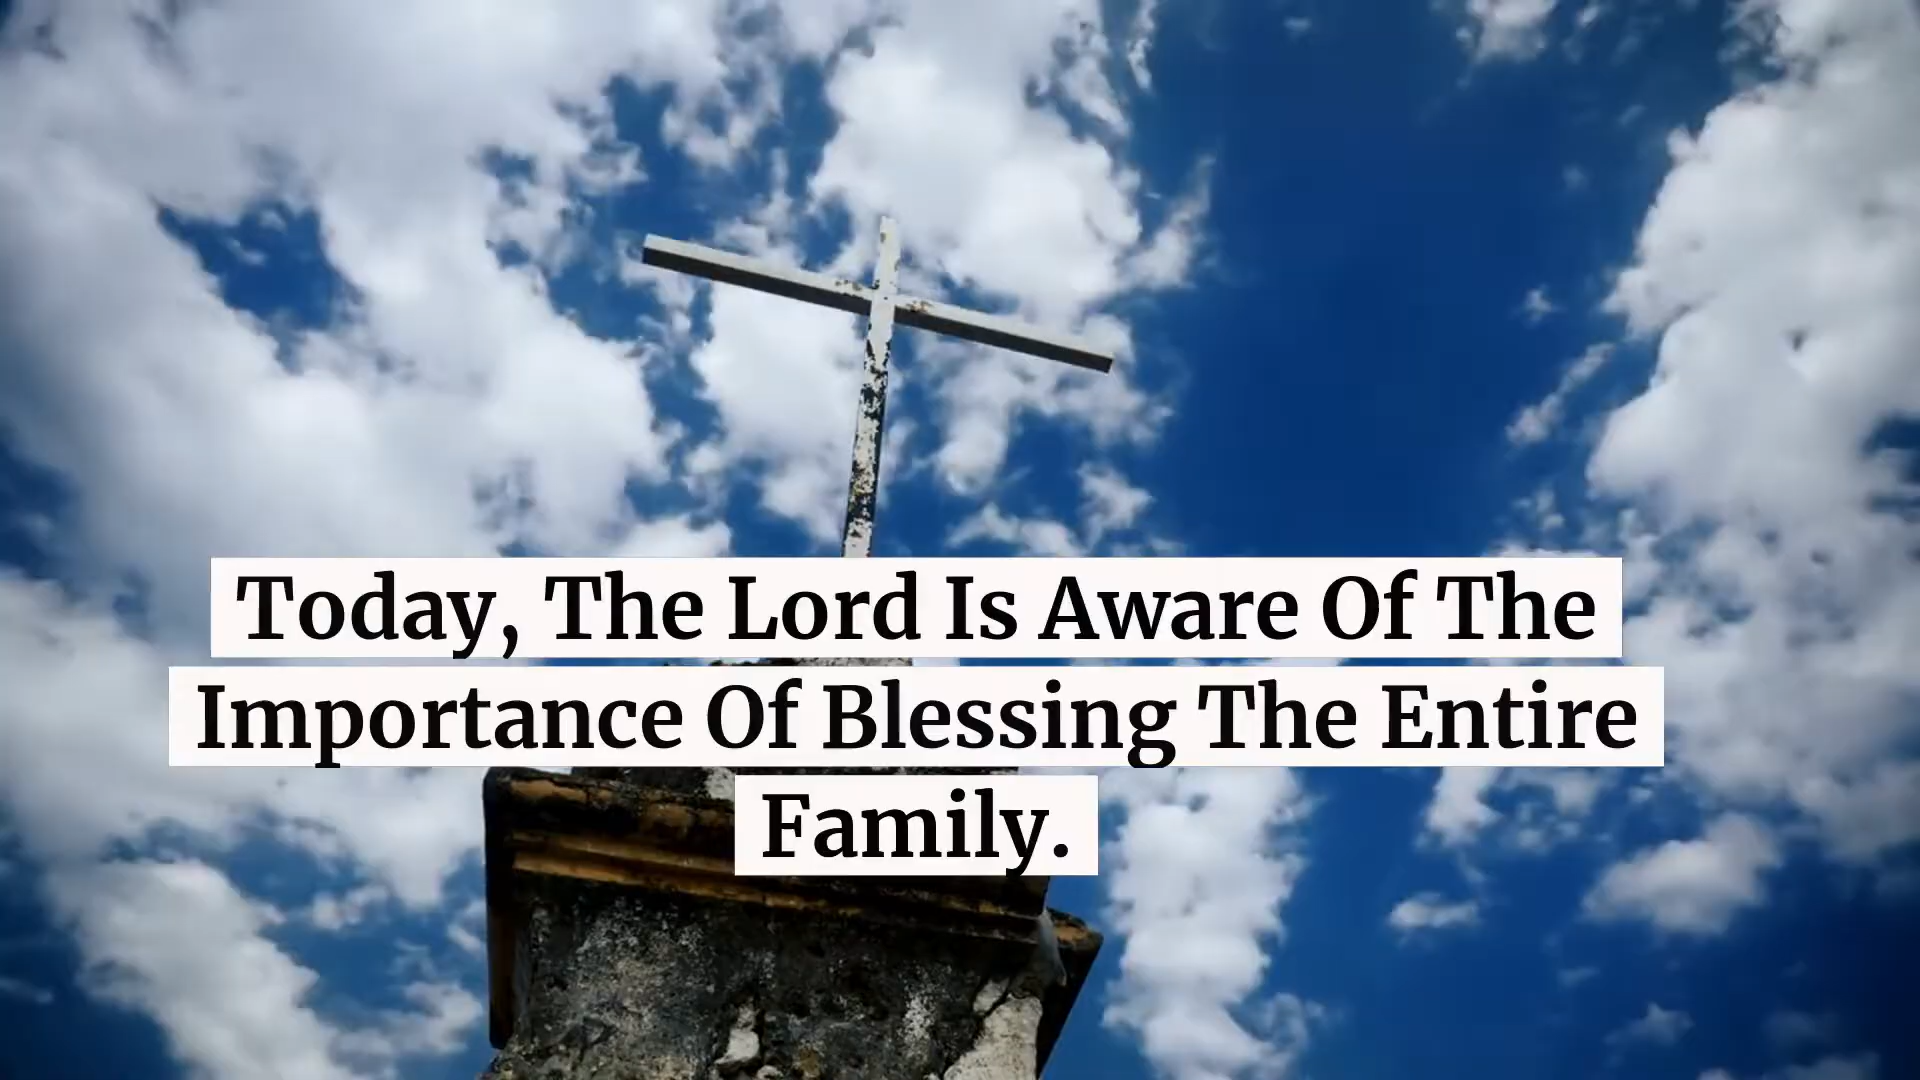 Today, The Lord Is Aware Of The
Importance Of Blessing The Entire
Family.